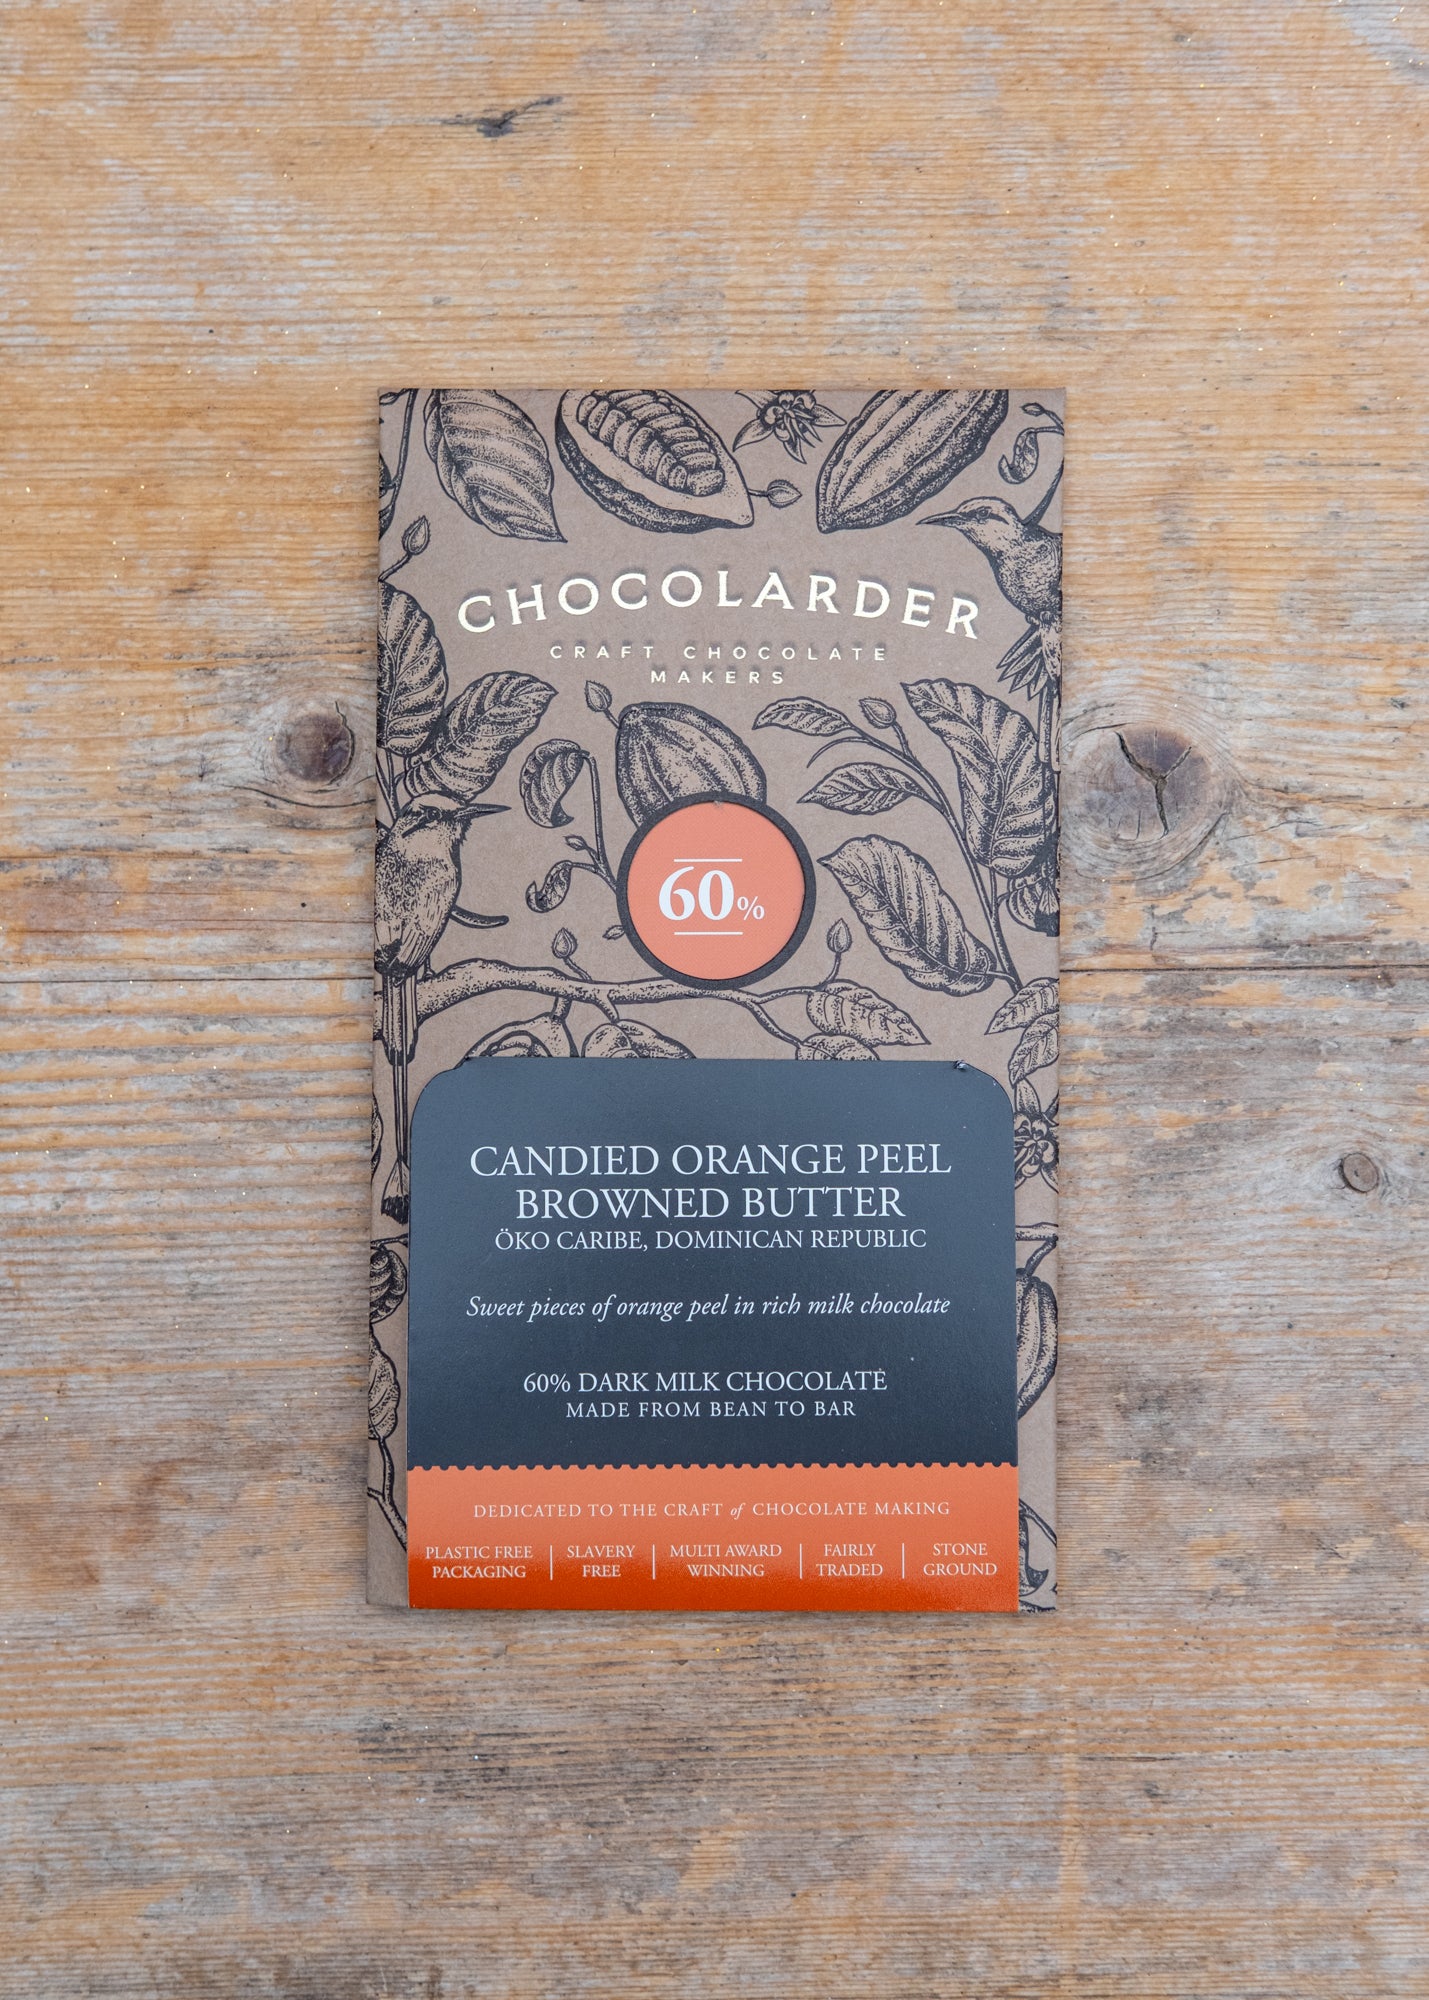 CHOCOLARDER
CRAFT CHOCOLATE
MAKERS
60%
CANDIED ORANGE PEEL
BROWNED BUTTER
ÖKO CARIBE, DOMINICAN REPUBLIC
Sweet pieces of orange peel in rich milk chocolate
60% DARK MILK CHOCOLATE
MADE FROM BEAN TO BAR
DEDICATED TO THE CRAFT of CHOCOLATE MAKING
PLASTIC FREE
PACKAGING
SLAVERY
FREE
MULTI AWARD
WINNING
FAIRLY
TRADED
STONE
GROUND